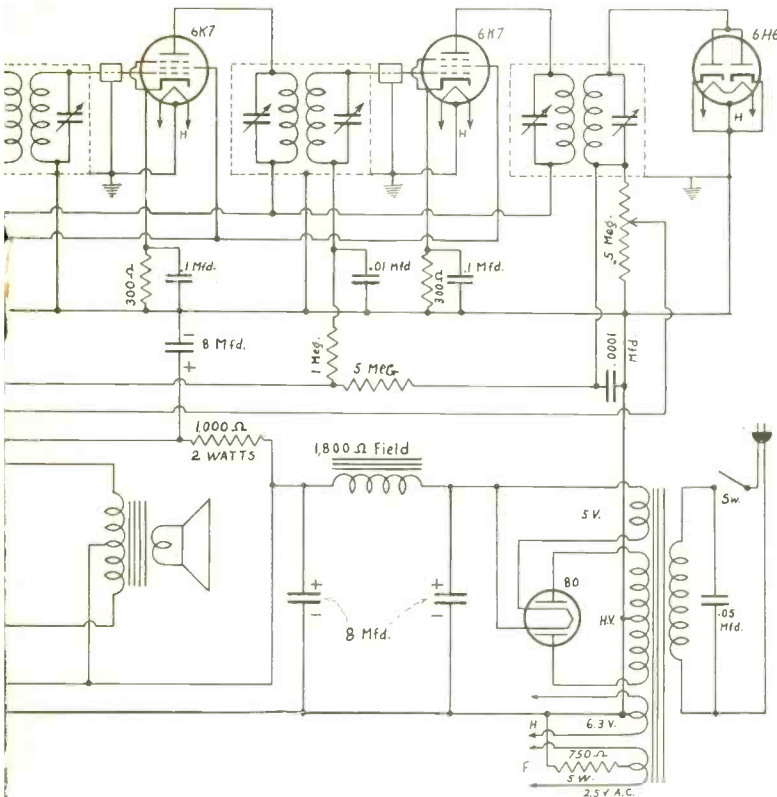 6K7
6K7
6H6
H
H
H
.1 Mfd.
300Ω
.01 Mfd
.1 Mfd.
300Ω
.5 Meg.
8 Mfd.
−
+
1 Meg.
5 MEG
.0001
Mfd.
1,000 Ω
2 WATTS
1,800 Ω Field
5 V.
Sw.
80
H.V.
.05
Mfd.
+
−
+
−
8 Mfd.
H
6.3 V.
F
750Ω
5 W.
2.5 V A.C.